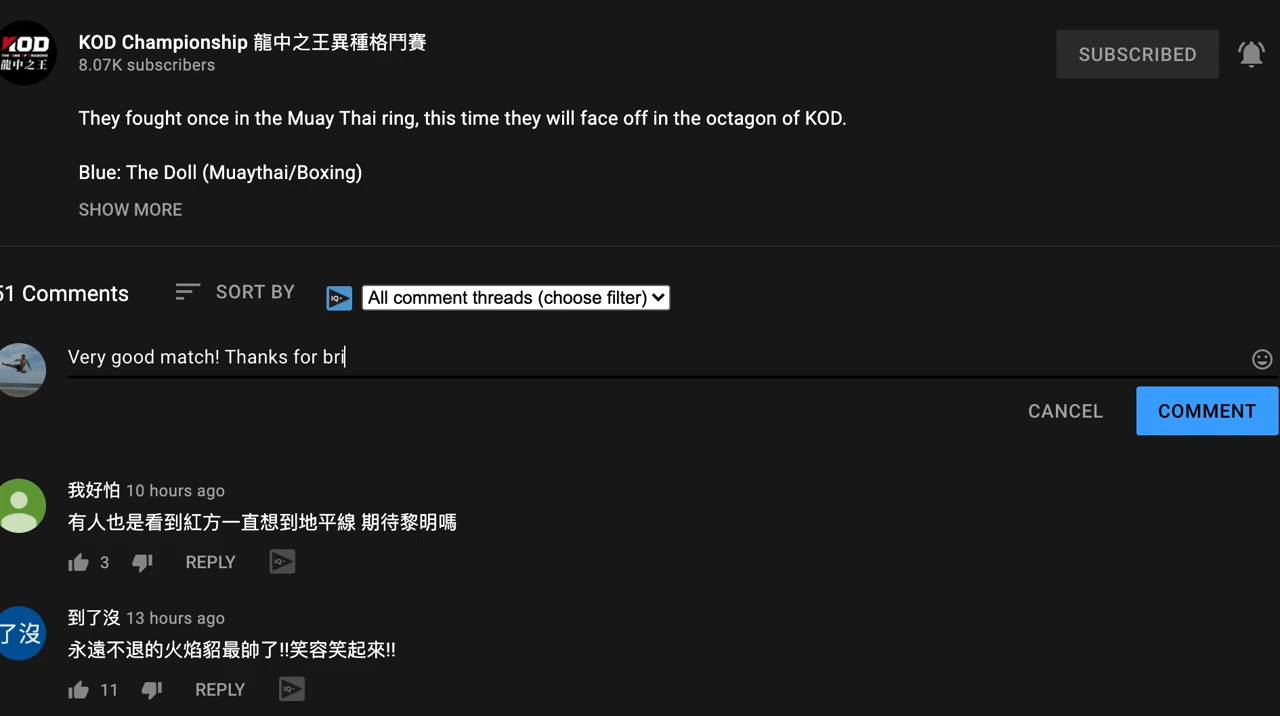 KOD
龍中之王
KOD Championship 龍中之王異種格鬥賽
8.07K subscribers
SUBSCRIBED
They fought once in the Muay Thai ring, this time they will face off in the octagon of KOD.
Blue: The Doll (Muaythai/Boxing)
SHOW MORE
51 Comments
SORT BY
IQ+
All comment threads (choose filter)
Very good match! Thanks for bri
CANCEL
COMMENT
我好怕 10 hours ago
有人也是看到紅方一直想到地平線 期待黎明嗎
3
REPLY
IQ+
了沒
到了沒 13 hours ago
永遠不退的火焰貂最帥了!!笑容笑起來!!
11
REPLY
IQ+